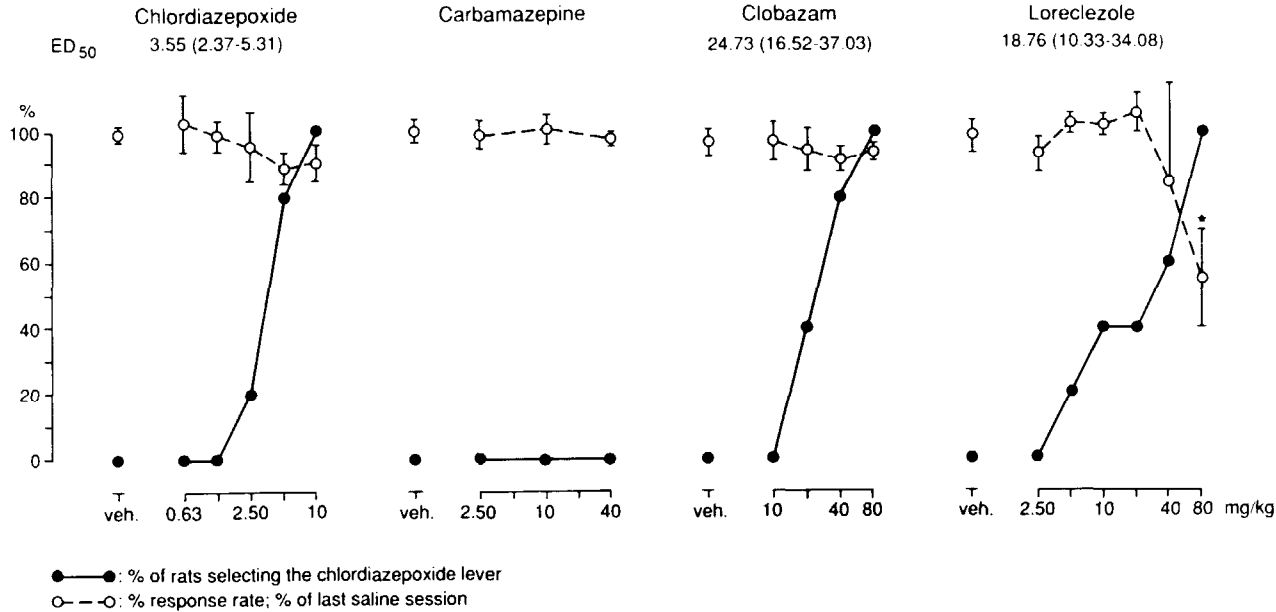 Chlordiazepoxide Carbamazepine Clobazam Loreclezole
ED50 3.55 (2.37-5.31) 24.73 (16.52-37.03) 18.76 (10.33-34.08)
%
100
80
60
40
20
0
*
veh. 0.63 2.50 10 veh. 2.50 10 40 veh. 10 40 80 veh. 2.50 10 40 80 mg/kg
: % of rats selecting the chlordiazepoxide lever
: % response rate; % of last saline session